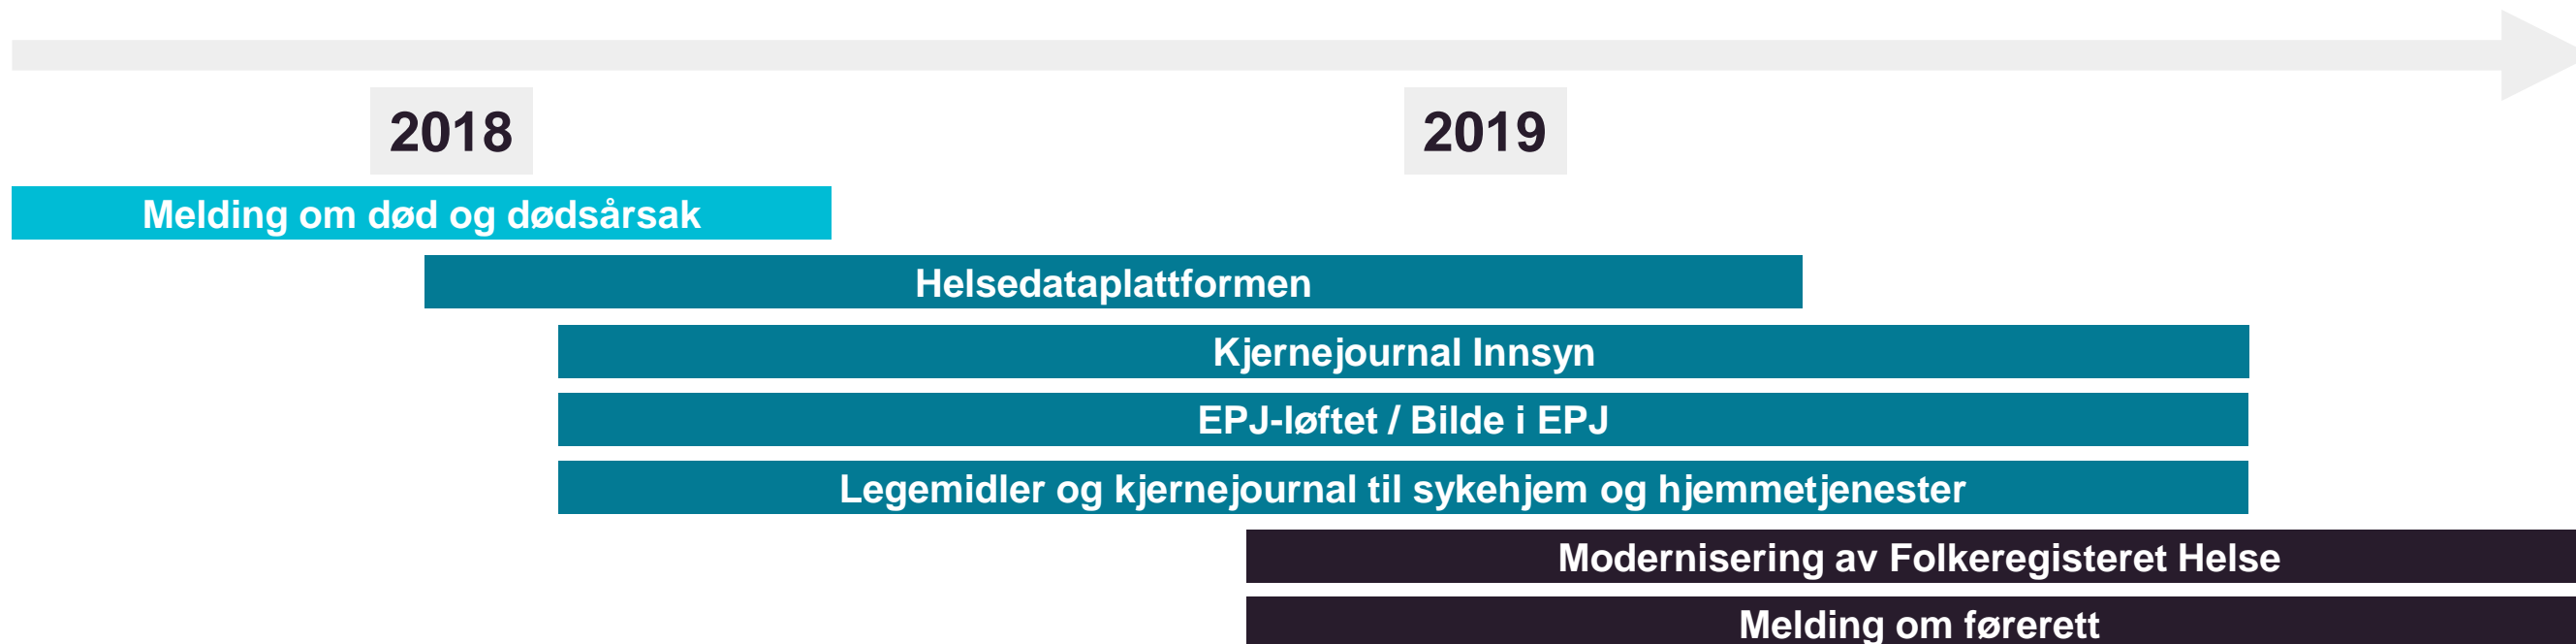 2018
2019
Melding om død og dødsårsak
Helsedataplattformen
Kjernejournal Innsyn
EPJ-løftet / Bilde i EPJ
Legemidler og kjernejournal til sykehjem og hjemmetjenester
Modernisering av Folkeregisteret Helse
Melding om førerett